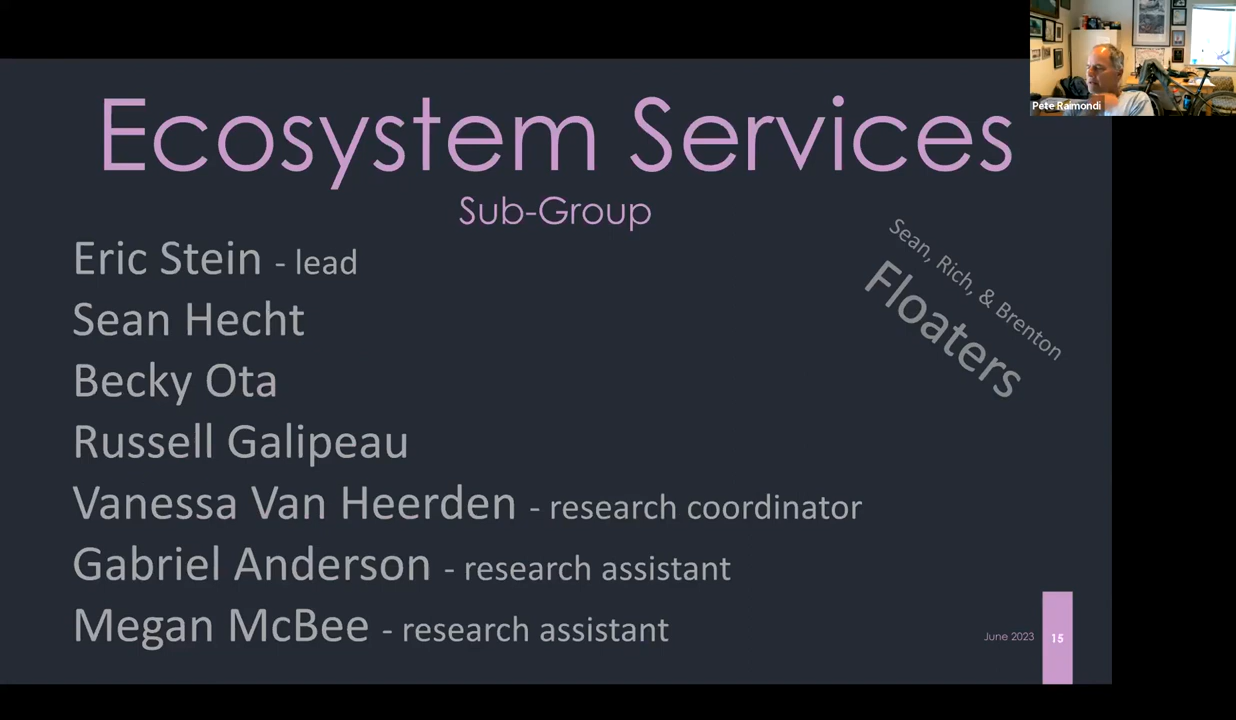 Pete Raimondi
Ecosystem Services
Sub-Group
Eric Stein - lead
Sean Hecht
Becky Ota
Russell Galipeau
Vanessa Van Heerden - research coordinator
Gabriel Anderson - research assistant
Megan McBee - research assistant
Sean, Rich, & Brenton
Floaters
June 2023
15